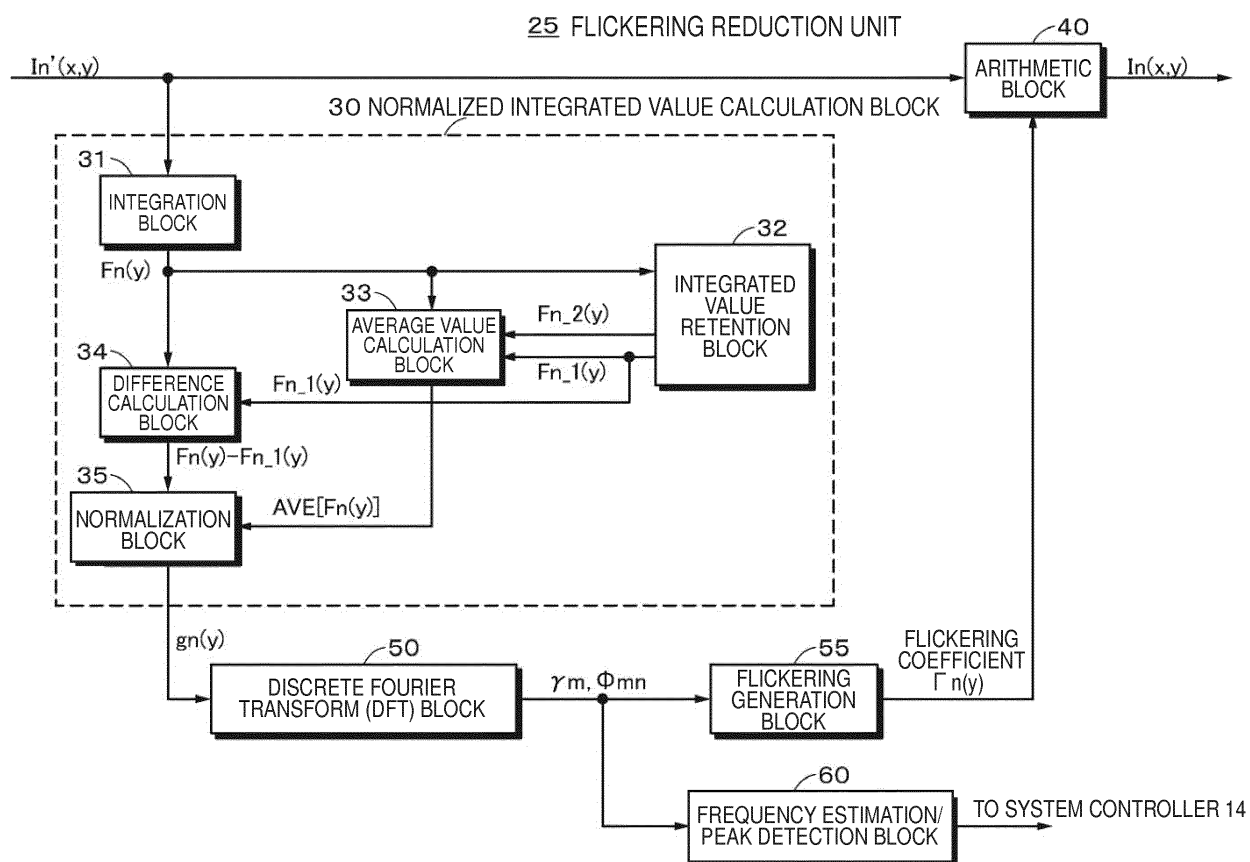 25 FLICKERING REDUCTION UNIT
40
In'(x,y)
ARITHMETIC
BLOCK
In(x,y)
30 NORMALIZED INTEGRATED VALUE CALCULATION BLOCK
31
INTEGRATION
BLOCK
32
INTEGRATED
VALUE
RETENTION
BLOCK
Fn(y)
33
AVERAGE VALUE
CALCULATION
BLOCK
Fn_2(y)
Fn_1(y)
34
DIFFERENCE
CALCULATION
BLOCK
Fn_1(y)
Fn(y)-Fn_1(y)
35
NORMALIZATION
BLOCK
AVE[Fn(y)]
gn(y)
50
DISCRETE FOURIER
TRANSFORM (DFT) BLOCK
γm, Φmn
55
FLICKERING
GENERATION
BLOCK
FLICKERING
COEFFICIENT
Γn(y)
60
FREQUENCY ESTIMATION/
PEAK DETECTION BLOCK
TO SYSTEM CONTROLLER 14